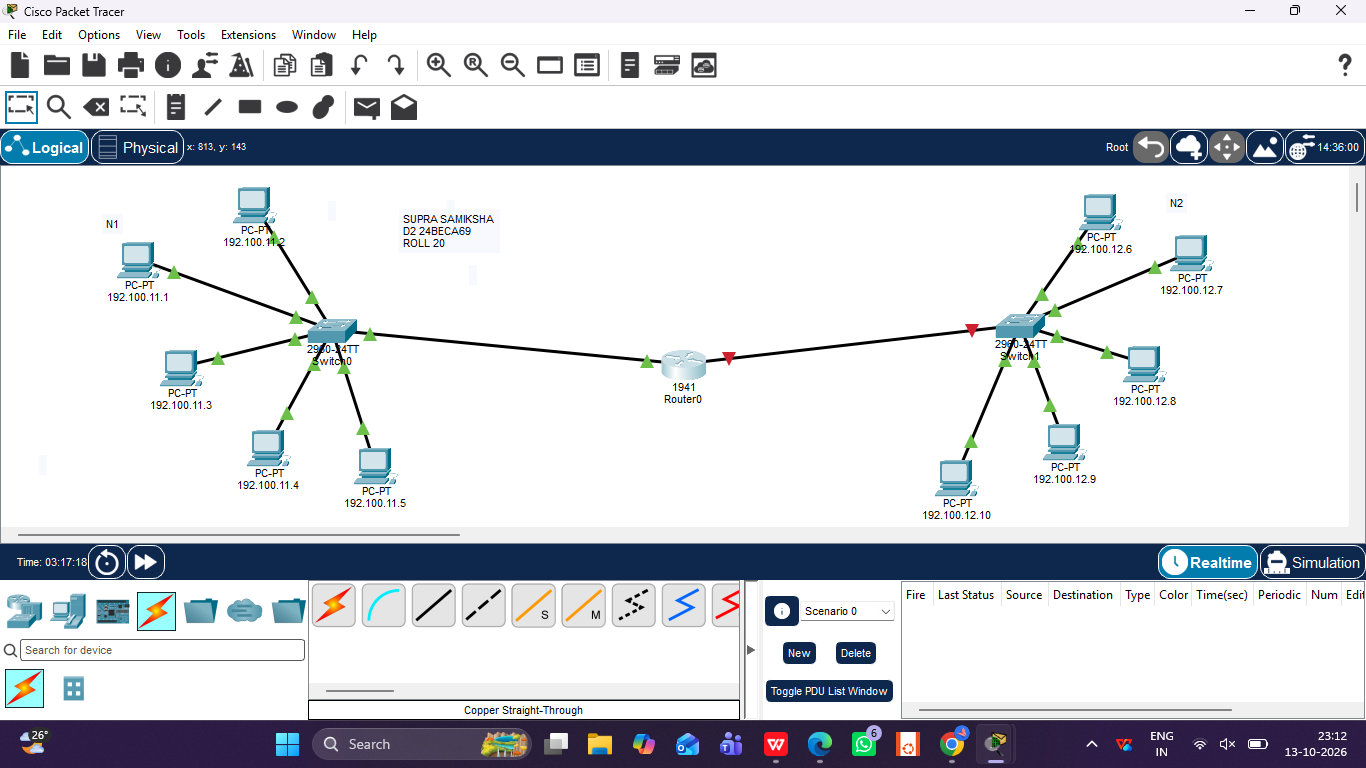 Cisco Packet Tracer
File Edit Options View Tools Extensions Window Help
Logical
Physical
x: 813, y: 143
Root
14:36:00
N1
PC-PT
192.100.11.2
SUPRA SAMIKSHA
D2 24BECA69
ROLL 20
PC-PT
192.100.11.1
PC-PT
192.100.11.3
PC-PT
192.100.11.4
PC-PT
192.100.11.5
2960-24TT
Switch0
1941
Router0
N2
PC-PT
192.100.12.6
PC-PT
192.100.12.7
2960-24TT
Switch1
PC-PT
192.100.12.8
PC-PT
192.100.12.9
PC-PT
192.100.12.10
Time: 03:17:18
Realtime
Simulation
S
M
Search for device
Copper Straight-Through
Scenario 0
New
Delete
Toggle PDU List Window
Fire Last Status Source Destination Type Color Time(sec) Periodic Num Edit
26°
Search
6
ENG
IN
23:12
13-10-2026